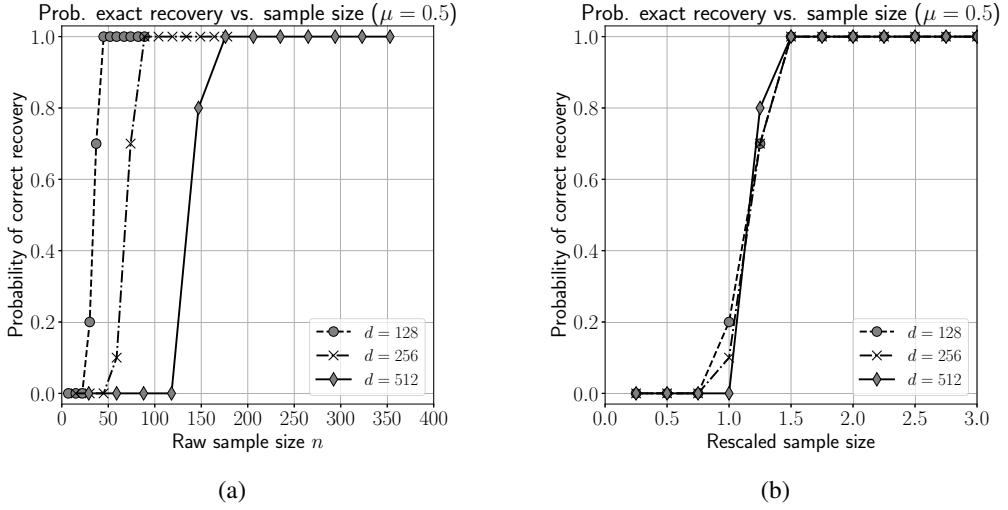 Prob. exact recovery vs. sample size (μ = 0.5)
Probability of correct recovery
1.0
0.8
0.6
0.4
0.2
0.0
d = 128
d = 256
d = 512
0 50 100 150 200 250 300 350 400
Raw sample size n
(a)
Prob. exact recovery vs. sample size (μ = 0.5)
Probability of correct recovery
1.0
0.8
0.6
0.4
0.2
0.0
d = 128
d = 256
d = 512
0.0 0.5 1.0 1.5 2.0 2.5 3.0
Rescaled sample size
(b)